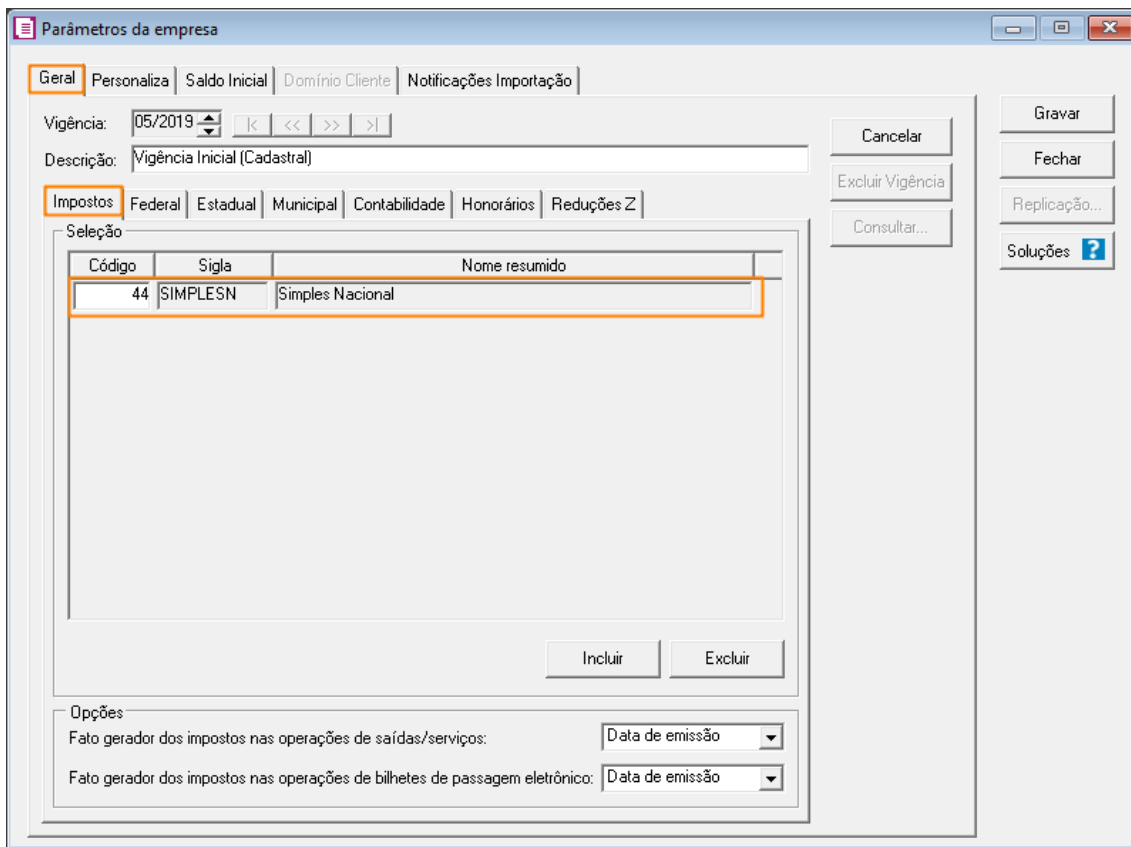 Parâmetros da empresa
Geral Personaliza Saldo Inicial Domínio Cliente Notificações Importação
Vigência: 05/2019 |< << >> >|
Descrição: Vigência Inicial (Cadastral)
Cancelar
Excluir Vigência
Consultar...
Gravar
Fechar
Replicação...
Soluções ?
Impostos Federal Estadual Municipal Contabilidade Honorários Reduções Z
Seleção
Código Sigla Nome resumido
44 SIMPLESN Simples Nacional
Incluir Excluir
Opções
Fato gerador dos impostos nas operações de saídas/serviços: Data de emissão
Fato gerador dos impostos nas operações de bilhetes de passagem eletrônico: Data de emissão